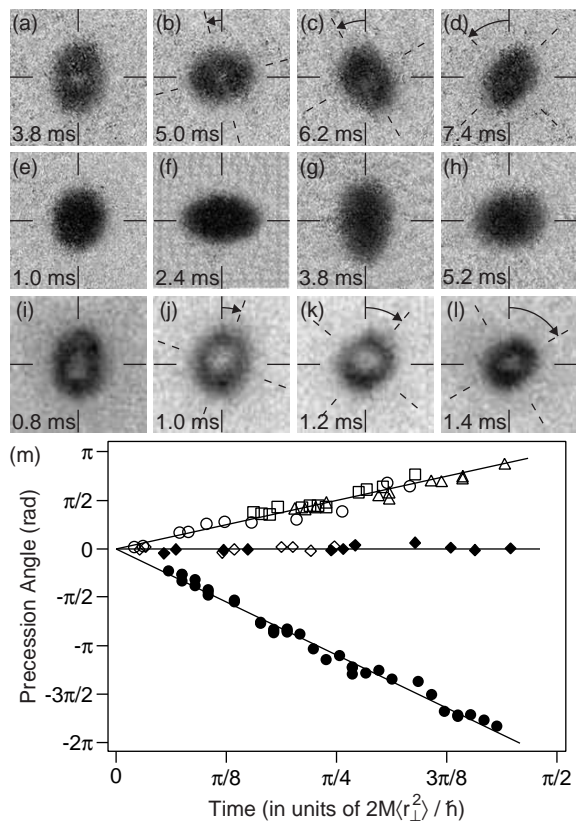 (a) (b) (c) (d)
3.8 ms 5.0 ms 6.2 ms 7.4 ms
(e) (f) (g) (h)
1.0 ms 2.4 ms 3.8 ms 5.2 ms
(i) (j) (k) (l)
0.8 ms 1.0 ms 1.2 ms 1.4 ms
(m)
π
π/2
0
-π/2
-π
-3π/2
-2π
Precession Angle (rad)
0 π/8 π/4 3π/8 π/2
Time (in units of 2M⟨r⊥²⟩ / ħ)